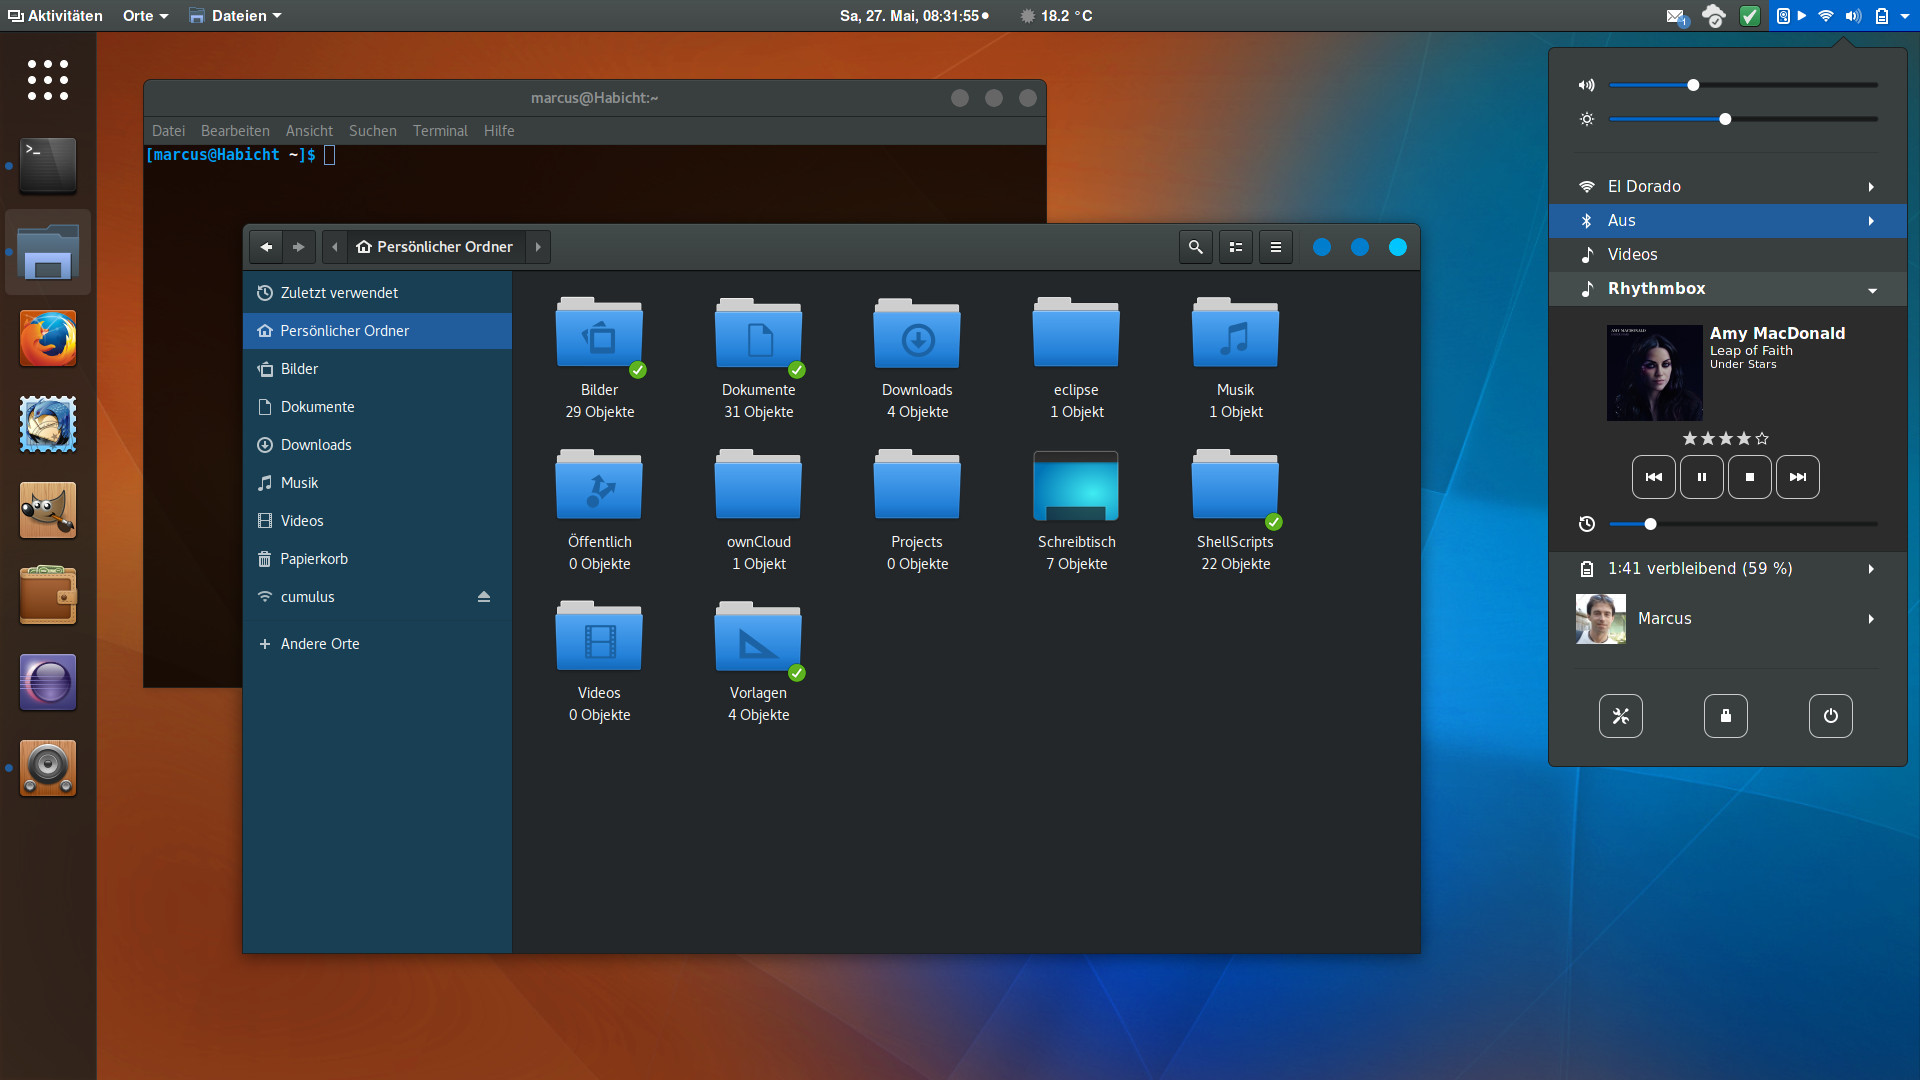 Aktivitäten Orte Dateien Sa, 27. Mai, 08:31:55 18.2 °C 1
marcus@Habicht:~
Datei Bearbeiten Ansicht Suchen Terminal Hilfe
[marcus@Habicht ~]$
Persönlicher Ordner
Zuletzt verwendet
Persönlicher Ordner
Bilder
Dokumente
Downloads
Musik
Videos
Papierkorb
cumulus
Andere Orte
Bilder Dokumente Downloads eclipse Musik
29 Objekte 31 Objekte 4 Objekte 1 Objekt 1 Objekt
Öffentlich ownCloud Projects Schreibtisch ShellScripts
0 Objekte 1 Objekt 0 Objekte 7 Objekte 22 Objekte
Videos Vorlagen
0 Objekte 4 Objekte
El Dorado
Aus
Videos
Rhythmbox
Amy MacDonald
Leap of Faith
Under Stars
1:41 verbleibend (59 %)
Marcus